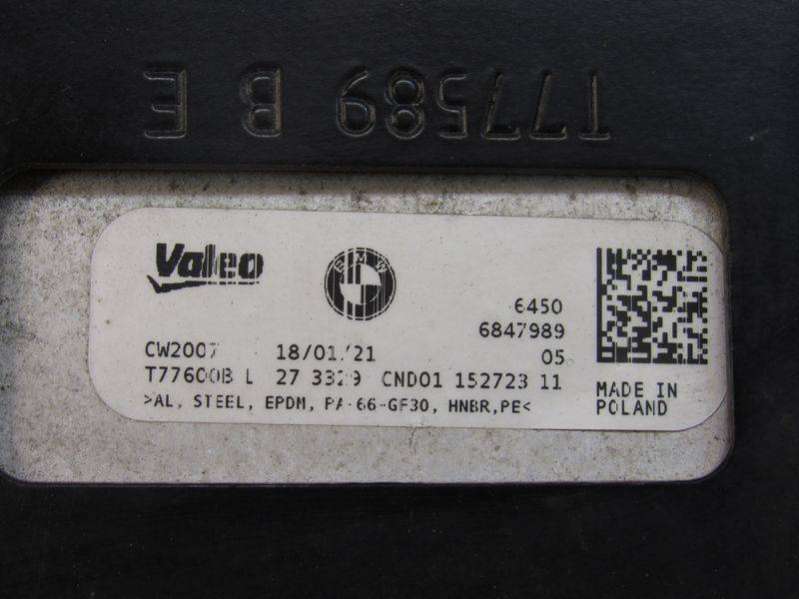 T77589 B E
Valeo
BMW
6450
6847989
CW2007 18/01/21 05
T77600B L 27 3329 CND01 152723 11
>AL, STEEL, EPDM, PA-66-GF30, HNBR,PE<
MADE IN
POLAND